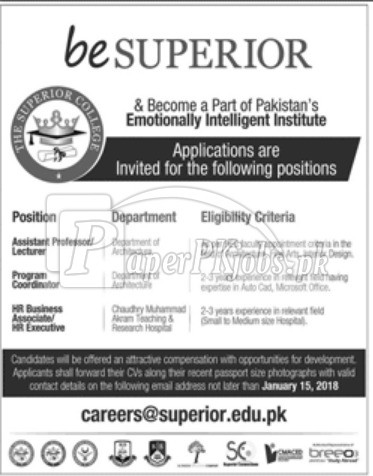 be SUPERIOR
THE SUPERIOR COLLEGE
& Become a Part of Pakistan's
Emotionally Intelligent Institute
Applications are
Invited for the following positions
Position Department Eligibility Criteria
Assistant Professor/
Lecturer
Department of
Architecture
As per faculty appointment criteria in the
Arts, Interior Design.
Program
Coordinator
Department of
Architecture
2-3 years experience in relevant field having
expertise in Auto Cad, Microsoft Office.
HR Business
Associate/
HR Executive
Chaudhry Muhammad
Akram Teaching &
Research Hospital
2-3 years experience in relevant field
(Small to Medium size Hospital).
PaperPkJobs.pk
Candidates will be offered an attractive compensation with opportunities for development.
Applicants shall forward their CVs along their recent passport size photographs with valid
contact details on the following email address not later than January 15, 2018
careers@superior.edu.pk
CMACED
breeo